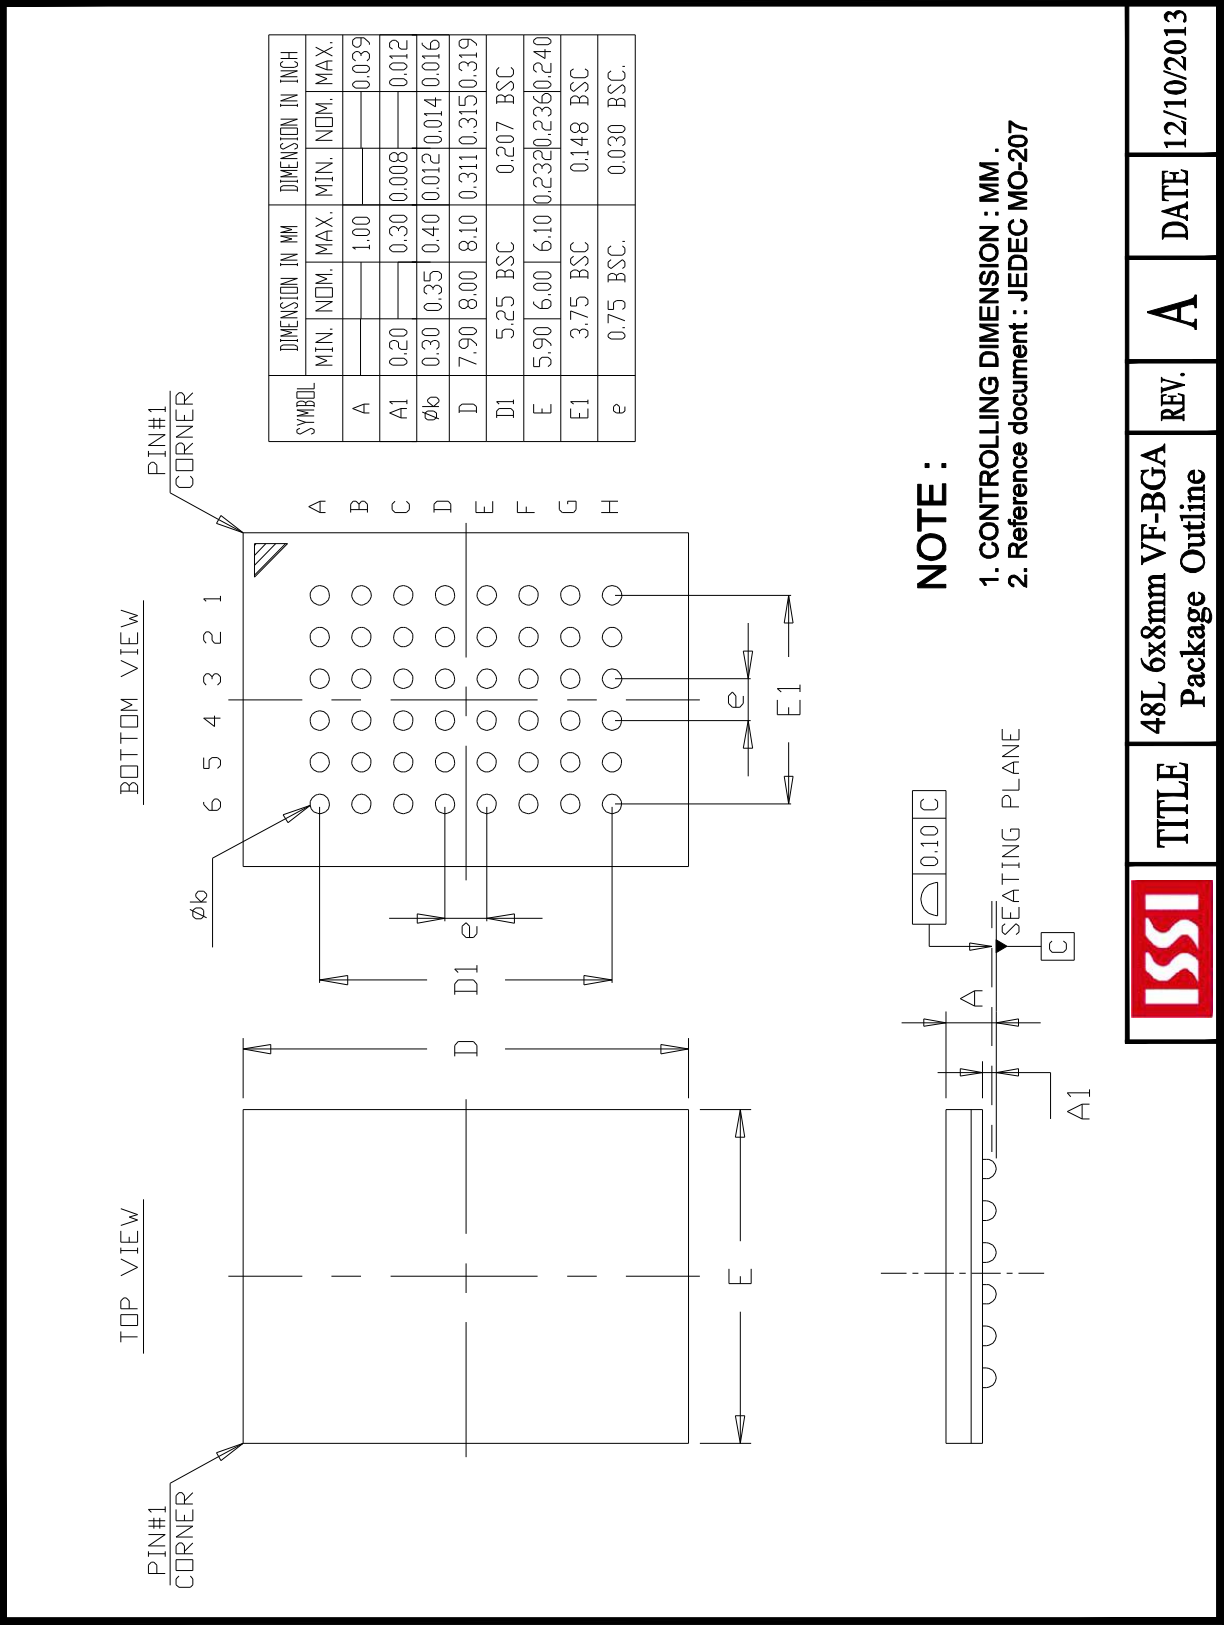 TOP VIEW
PIN#1
CORNER
E
D
BOTTOM VIEW
PIN#1
CORNER
6 5 4 3 2 1
Øb
A
B
C
D
E
F
G
H
D1
e
e
E1
SYMBOL DIMENSION IN MM DIMENSION IN INCH
MIN. NOM. MAX. MIN. NOM. MAX.
A 1.00 0.039
A1 0.20 0.30 0.008 0.012
Øb 0.30 0.35 0.40 0.012 0.014 0.016
D 7.90 8.00 8.10 0.311 0.315 0.319
D1 5.25 BSC 0.207 BSC
E 5.90 6.00 6.10 0.232 0.236 0.240
E1 3.75 BSC 0.148 BSC
e 0.75 BSC. 0.030 BSC.
A1
A
0.10 C
SEATING PLANE
C
NOTE :
1. CONTROLLING DIMENSION : MM .
2. Reference document : JEDEC MO-207
ISSI
TITLE
48L 6x8mm VF-BGA
Package Outline
REV.
A
DATE
12/10/2013